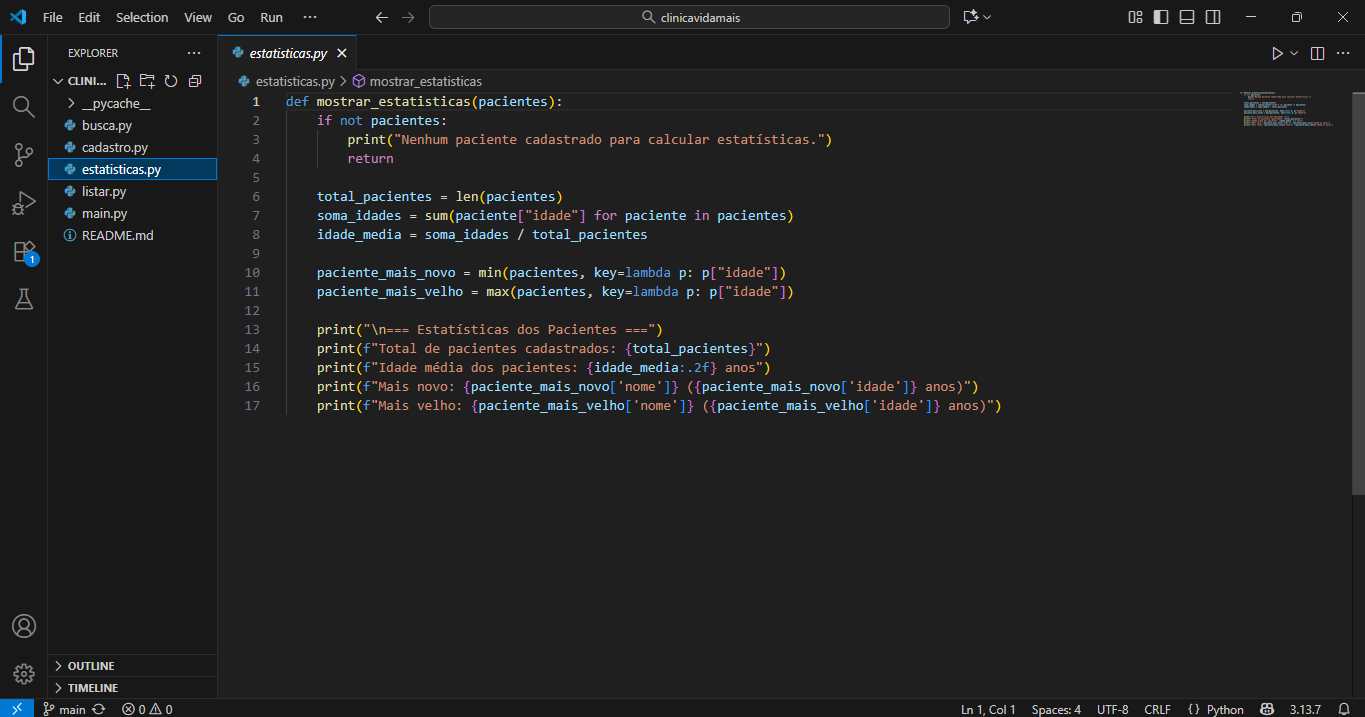 File Edit Selection View Go Run ···
clinicavidamais
EXPLORER ···
CLINI...
__pycache__
busca.py
cadastro.py
estatisticas.py
listar.py
main.py
README.md
1
OUTLINE
TIMELINE
estatisticas.py
estatisticas.py > mostrar_estatisticas
1 def mostrar_estatisticas(pacientes):
2     if not pacientes:
3         print("Nenhum paciente cadastrado para calcular estatísticas.")
4         return
5
6     total_pacientes = len(pacientes)
7     soma_idades = sum(paciente["idade"] for paciente in pacientes)
8     idade_media = soma_idades / total_pacientes
9
10     paciente_mais_novo = min(pacientes, key=lambda p: p["idade"])
11     paciente_mais_velho = max(pacientes, key=lambda p: p["idade"])
12
13     print("\n=== Estatísticas dos Pacientes ===")
14     print(f"Total de pacientes cadastrados: {total_pacientes}")
15     print(f"Idade média dos pacientes: {idade_media:.2f} anos")
16     print(f"Mais novo: {paciente_mais_novo['nome']} ({paciente_mais_novo['idade']} anos)")
17     print(f"Mais velho: {paciente_mais_velho['nome']} ({paciente_mais_velho['idade']} anos)")
main 0 0 Ln 1, Col 1 Spaces: 4 UTF-8 CRLF {} Python 3.13.7